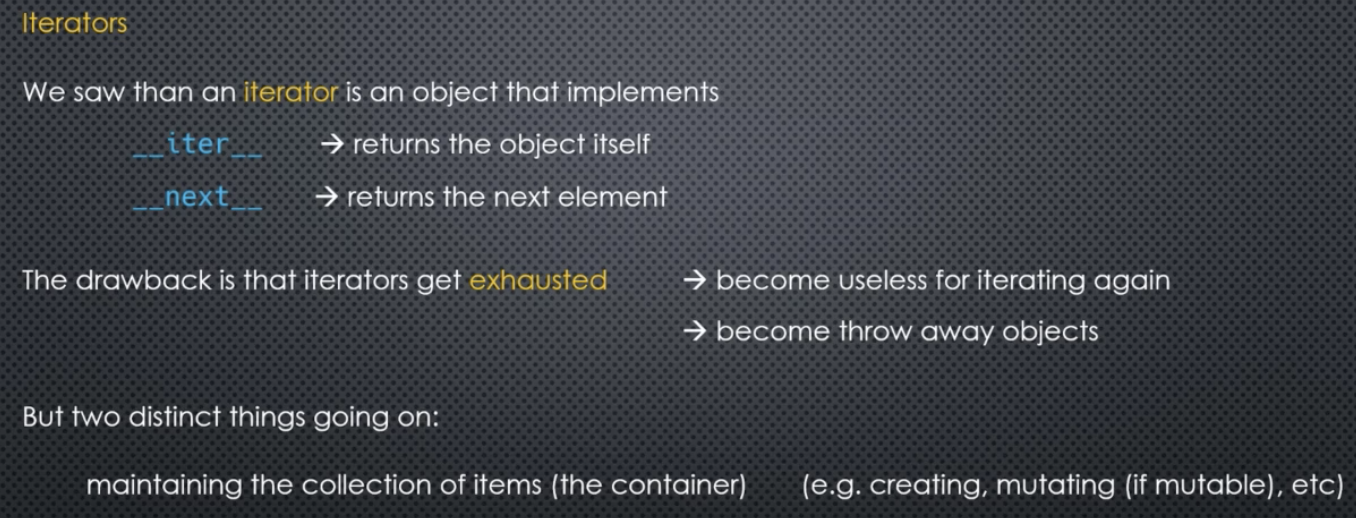 Iterators
We saw than an iterator is an object that implements
__iter__ → returns the object itself
__next__ → returns the next element
The drawback is that iterators get exhausted → become useless for iterating again
→ become throw away objects
But two distinct things going on:
maintaining the collection of items (the container) (e.g. creating, mutating (if mutable), etc)